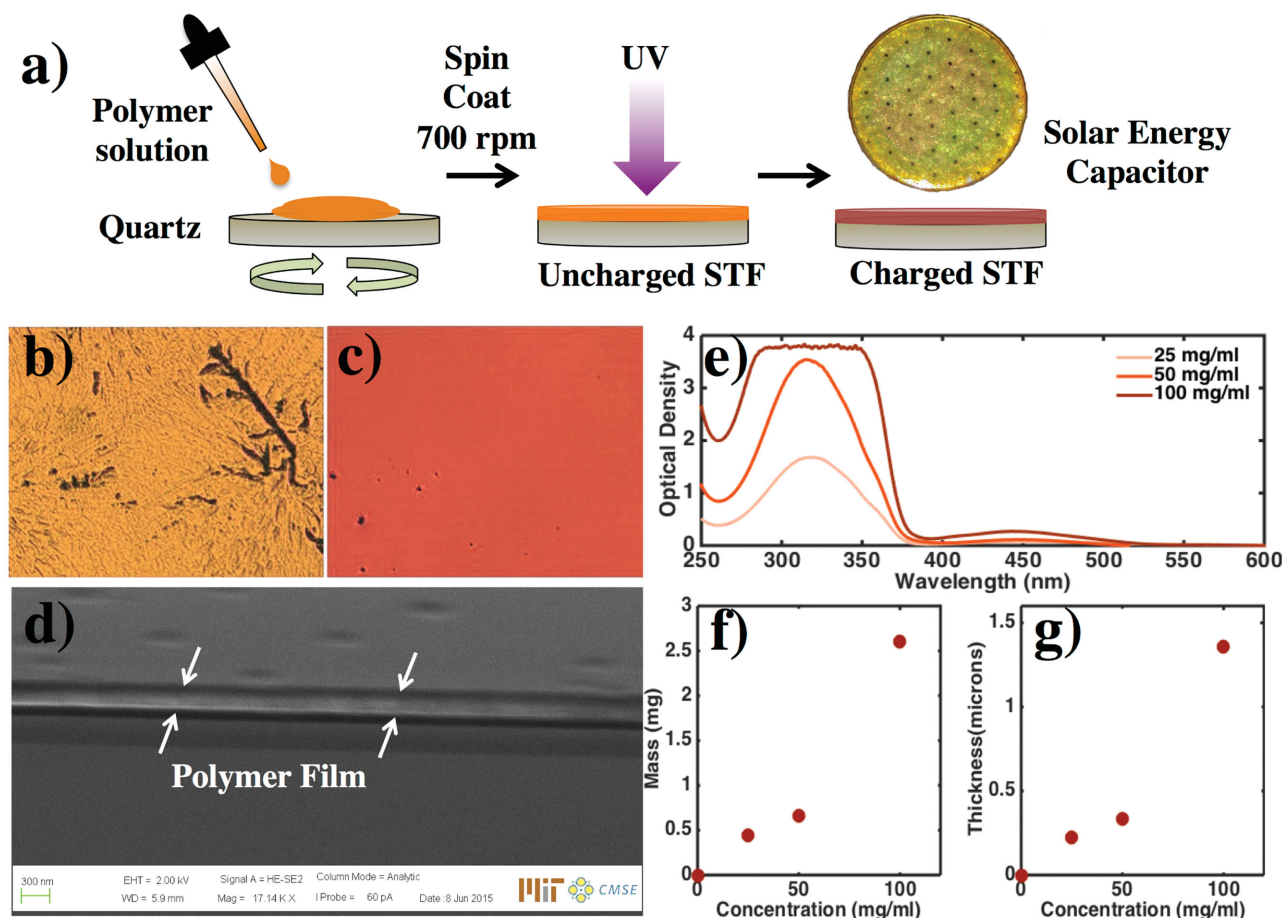 a)
Polymer
solution
Quartz
Spin
Coat
700 rpm
UV
Uncharged STF
Solar Energy
Capacitor
Charged STF
b)
c)
e)
4
3
2
1
0
Optical Density
25 mg/ml
50 mg/ml
100 mg/ml
250 300 350 400 450 500 550 600
Wavelength (nm)
d)
Polymer Film
300 nm
EHT = 2.00 kV
WD = 5.9 mm
Signal A = HE-SE2
Mag = 17.14 K X
Column Mode = Analytic
I Probe = 60 pA
Date :8 Jun 2015
MIT
CMSE
f)
3
2.5
2
1.5
1
0.5
0
Mass (mg)
0 50 100
Concentration (mg/ml)
g)
1.5
1
0.5
0
Thickness(microns)
0 50 100
Concentration (mg/ml)